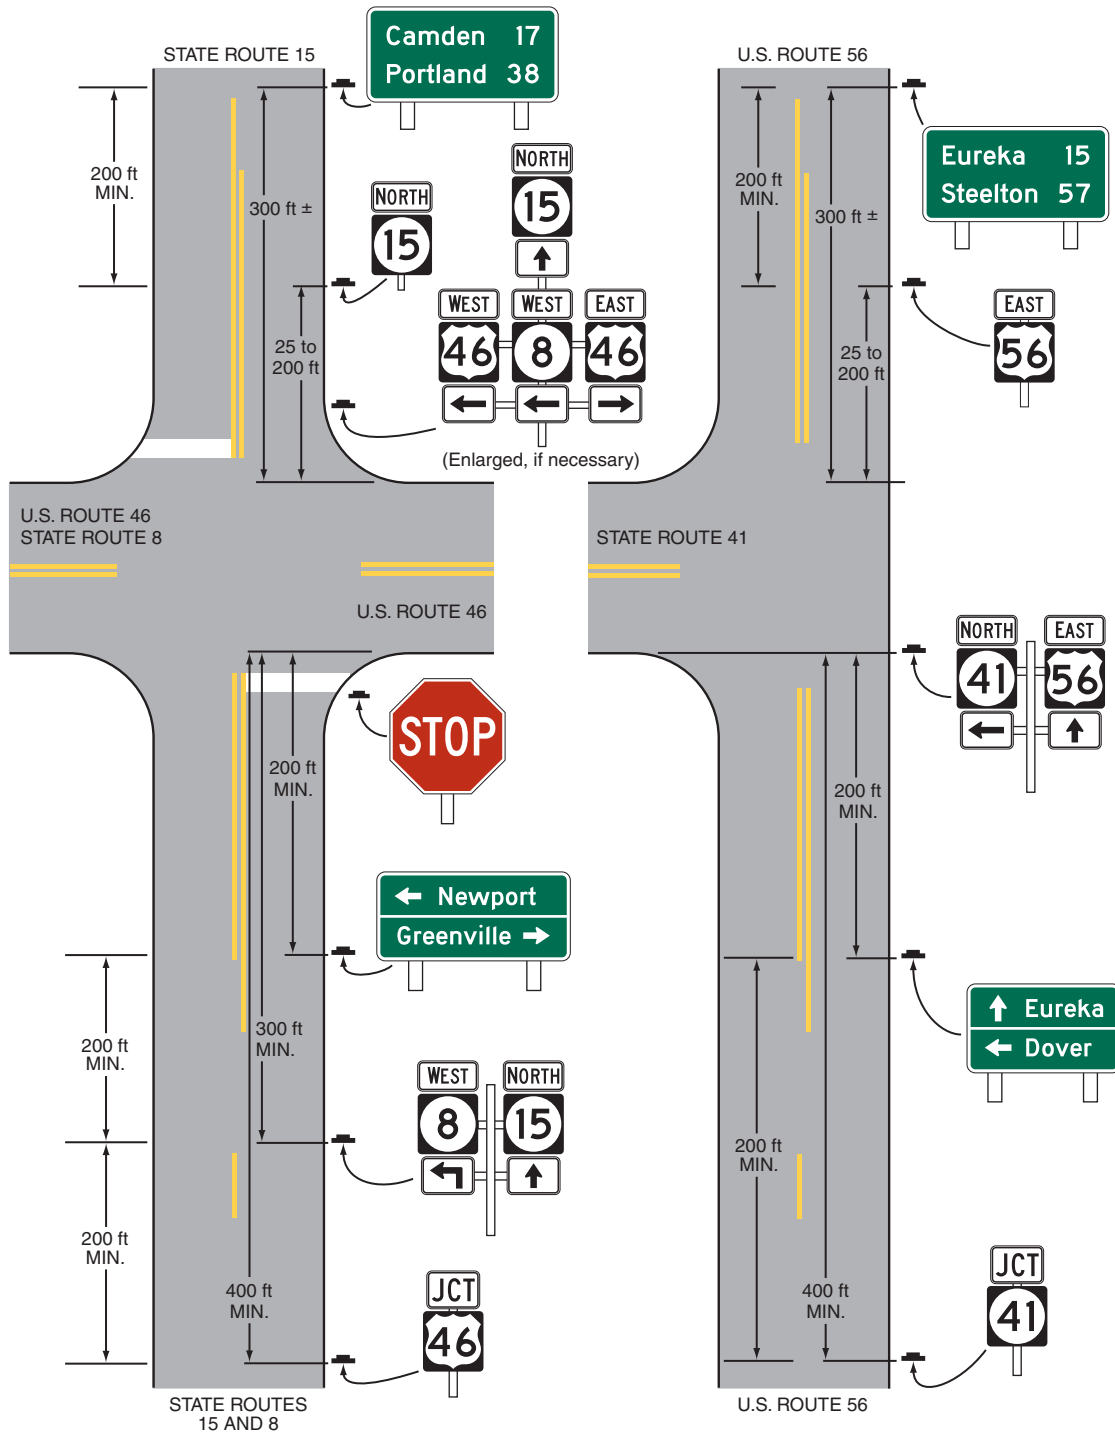 STATE ROUTE 15
Camden 17
Portland 38
200 ft
MIN.
300 ft ±
NORTH
15
NORTH
15
WEST
46
WEST
8
EAST
46
25 to
200 ft
(Enlarged, if necessary)
U.S. ROUTE 46
STATE ROUTE 8
U.S. ROUTE 46
STOP
200 ft
MIN.
Newport
Greenville
300 ft
MIN.
200 ft
MIN.
WEST
8
NORTH
15
200 ft
MIN.
400 ft
MIN.
JCT
46
STATE ROUTES
15 AND 8
U.S. ROUTE 56
200 ft
MIN.
300 ft ±
Eureka 15
Steelton 57
25 to
200 ft
EAST
56
STATE ROUTE 41
NORTH
41
EAST
56
200 ft
MIN.
Eureka
Dover
200 ft
MIN.
400 ft
MIN.
JCT
41
U.S. ROUTE 56